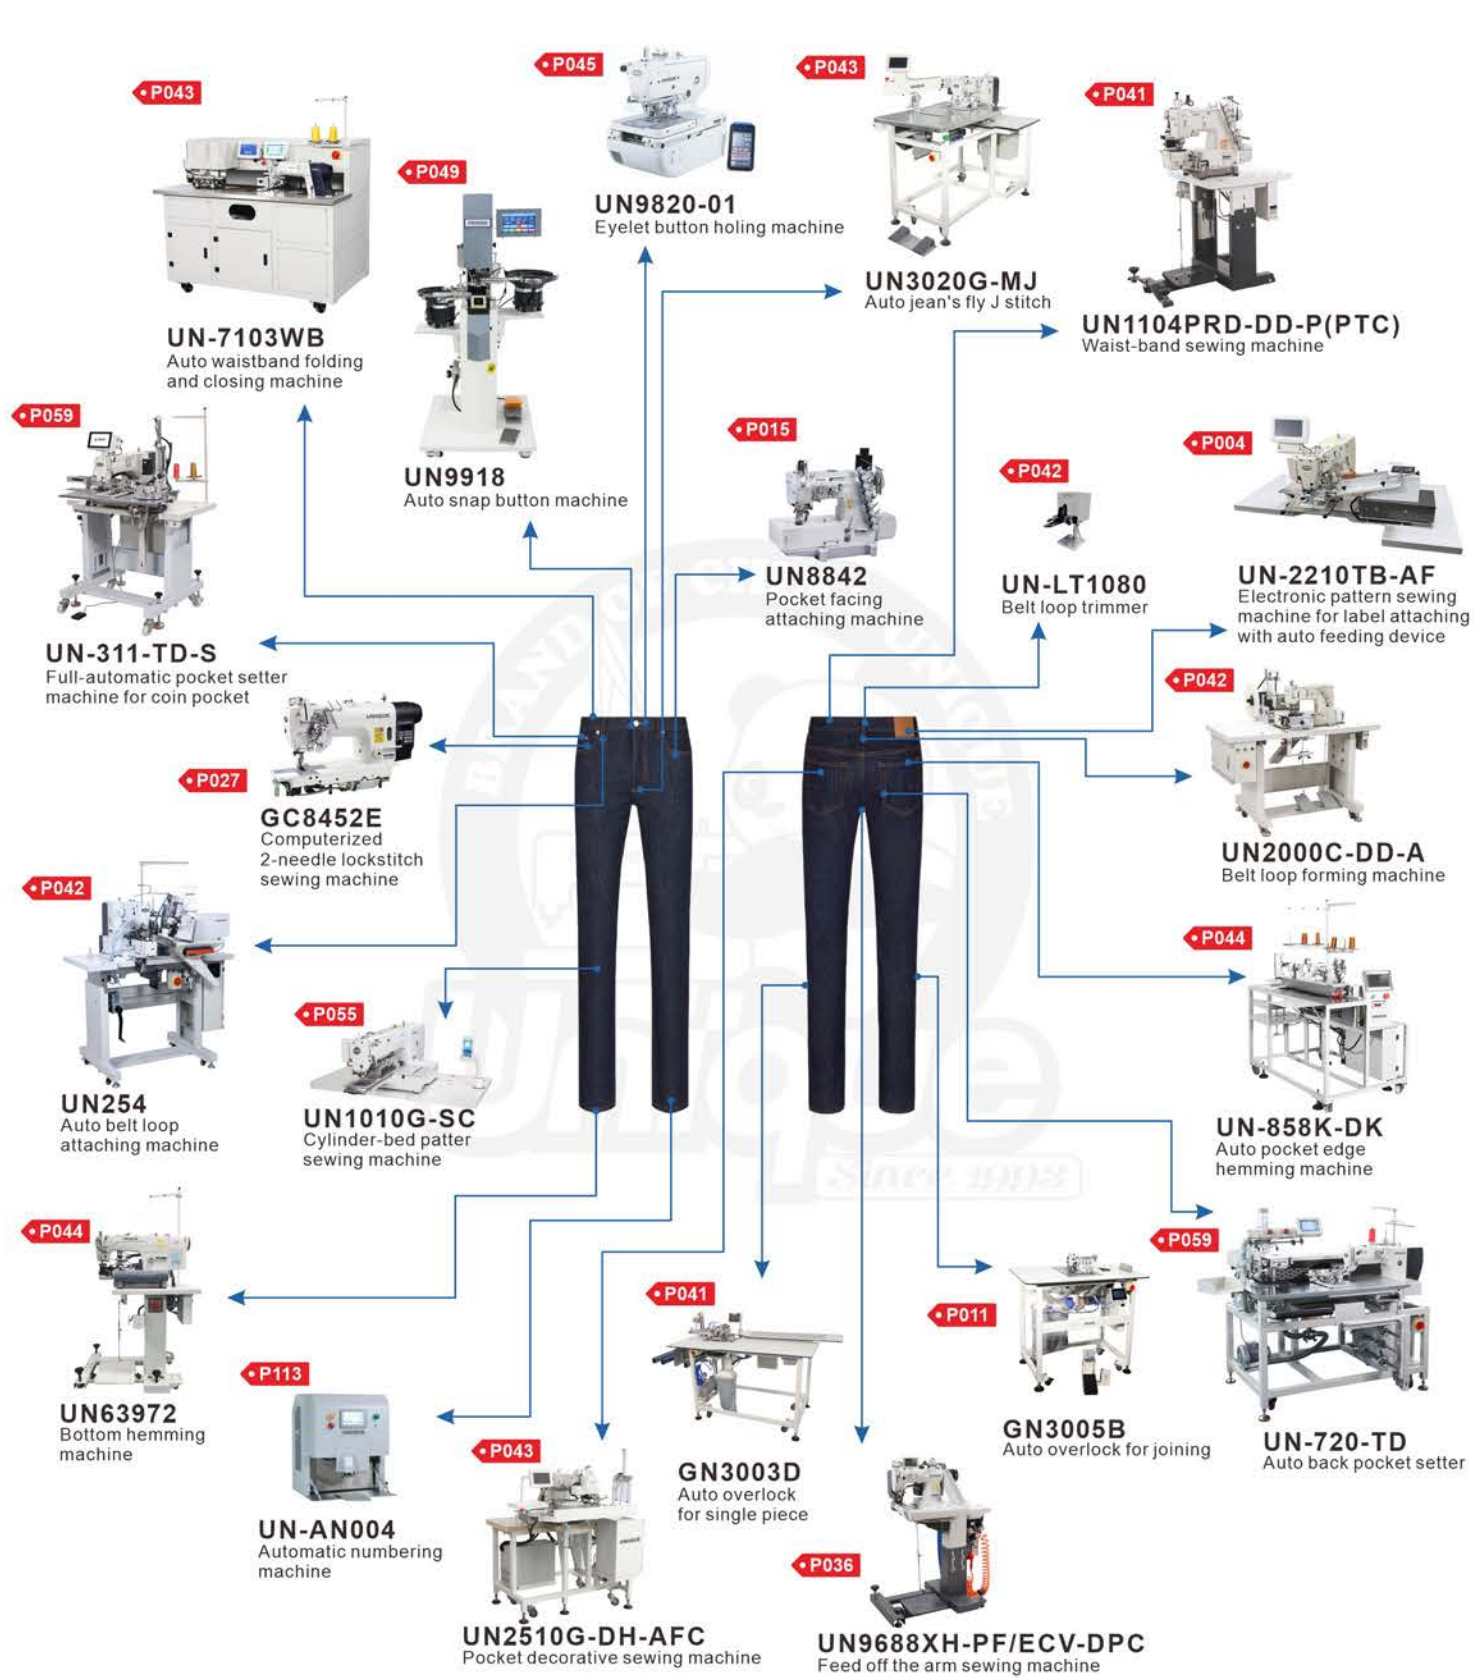 P043
UN-7103WB
Auto waistband folding
and closing machine
P049
UN9918
Auto snap button machine
P045
UN9820-01
Eyelet button holing machine
P043
UN3020G-MJ
Auto jean's fly J stitch
P041
UN1104PRD-DD-P(PTC)
Waist-band sewing machine
P059
UN-311-TD-S
Full-automatic pocket setter
machine for coin pocket
P015
UN8842
Pocket facing
attaching machine
P042
UN-LT1080
Belt loop trimmer
P004
UN-2210TB-AF
Electronic pattern sewing
machine for label attaching
with auto feeding device
P027
GC8452E
Computerized
2-needle lockstitch
sewing machine
P042
UN2000C-DD-A
Belt loop forming machine
P042
UN254
Auto belt loop
attaching machine
P055
UN1010G-SC
Cylinder-bed patter
sewing machine
P044
UN-858K-DK
Auto pocket edge
hemming machine
Unique
Since 1993
P044
UN63972
Bottom hemming
machine
P113
UN-AN004
Automatic numbering
machine
P043
UN2510G-DH-AFC
Pocket decorative sewing machine
P041
GN3003D
Auto overlock
for single piece
P036
UN9688XH-PF/ECV-DPC
Feed off the arm sewing machine
P011
GN3005B
Auto overlock for joining
P059
UN-720-TD
Auto back pocket setter